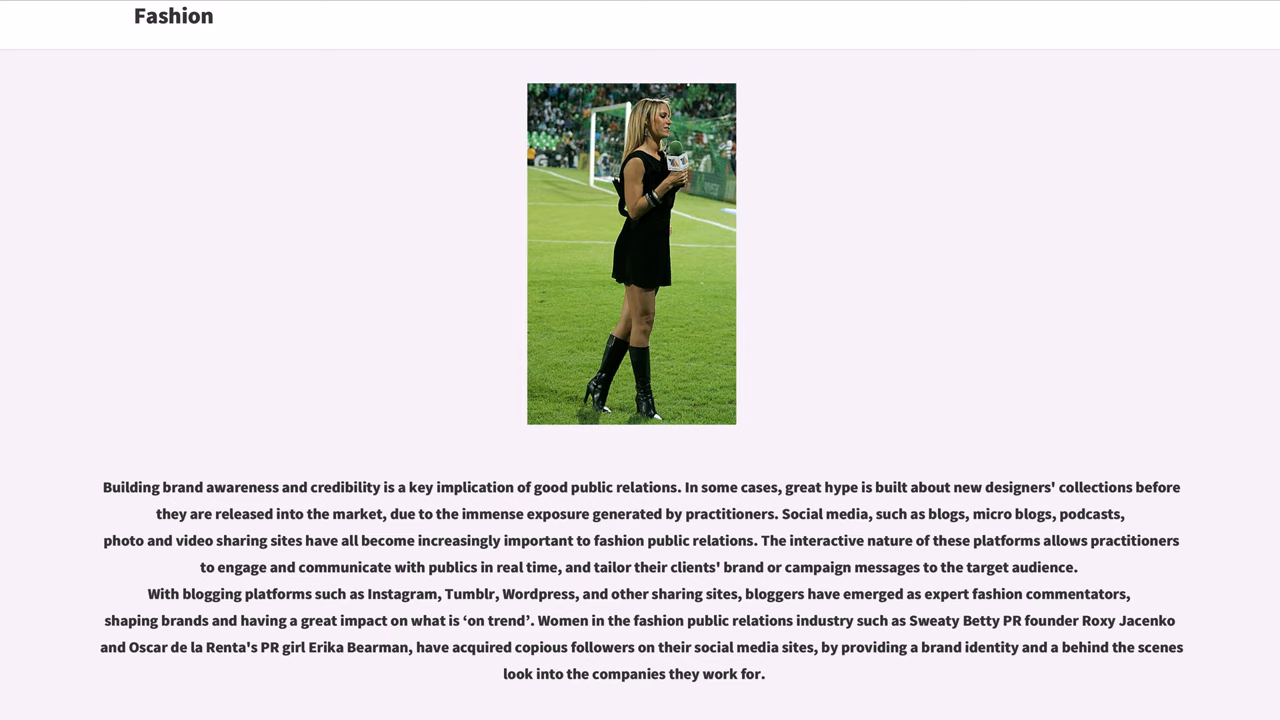 Fashion
Building brand awareness and credibility is a key implication of good public relations. In some cases, great hype is built about new designers' collections before
they are released into the market, due to the immense exposure generated by practitioners. Social media, such as blogs, micro blogs, podcasts,
photo and video sharing sites have all become increasingly important to fashion public relations. The interactive nature of these platforms allows practitioners
to engage and communicate with publics in real time, and tailor their clients' brand or campaign messages to the target audience.
With blogging platforms such as Instagram, Tumblr, Wordpress, and other sharing sites, bloggers have emerged as expert fashion commentators,
shaping brands and having a great impact on what is ‘on trend’. Women in the fashion public relations industry such as Sweaty Betty PR founder Roxy Jacenko
and Oscar de la Renta's PR girl Erika Bearman, have acquired copious followers on their social media sites, by providing a brand identity and a behind the scenes
look into the companies they work for.